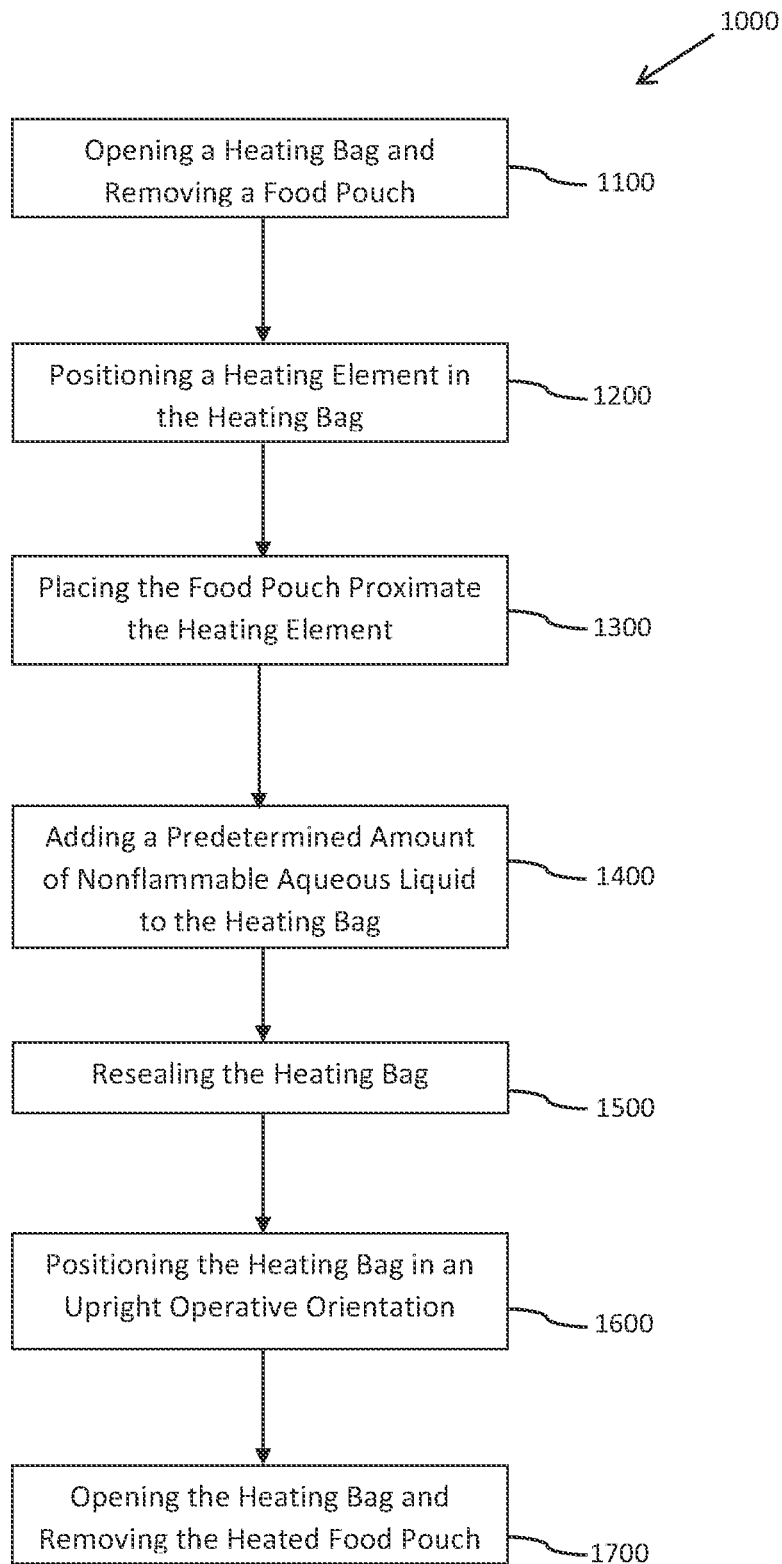 1000
Opening a Heating Bag and
Removing a Food Pouch
1100
Positioning a Heating Element in
the Heating Bag
1200
Placing the Food Pouch Proximate
the Heating Element
1300
Adding a Predetermined Amount
of Nonflammable Aqueous Liquid
to the Heating Bag
1400
Resealing the Heating Bag
1500
Positioning the Heating Bag in an
Upright Operative Orientation
1600
Opening the Heating Bag and
Removing the Heated Food Pouch
1700